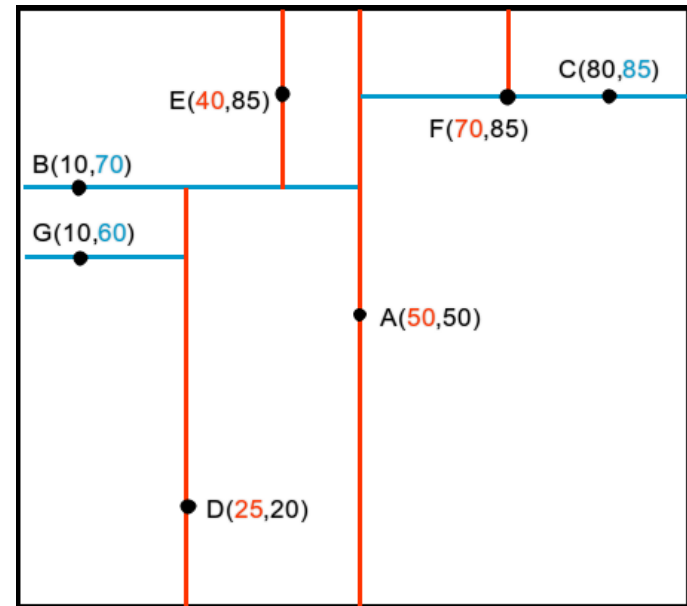 C(80,85)
E(40,85)
F(70,85)
B(10,70)
G(10,60)
A(50,50)
D(25,20)